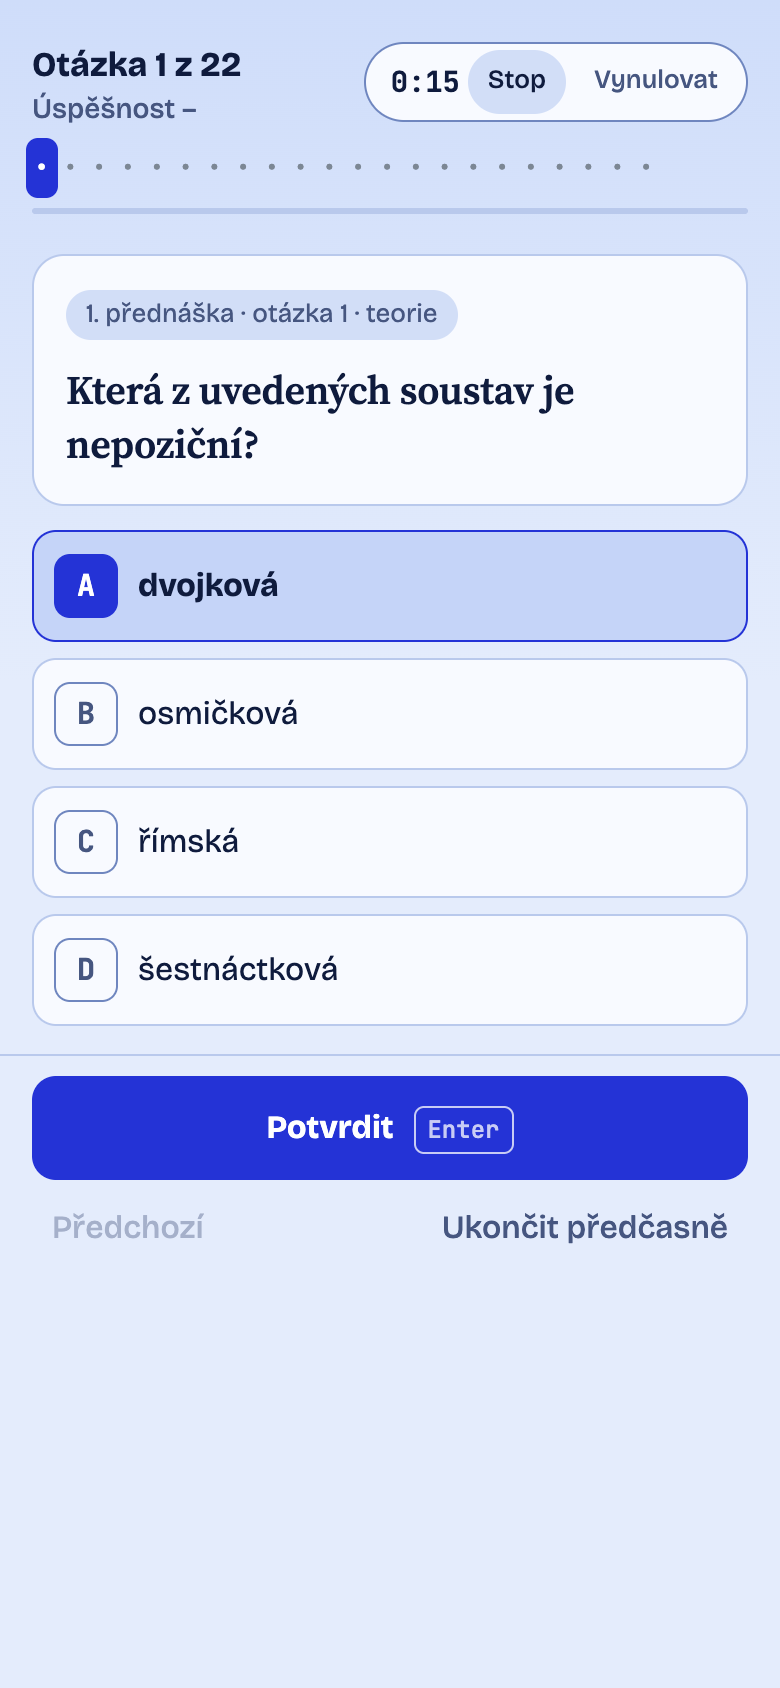 Otázka 1 z 22
Úspěšnost –
0:15 Stop Vynulovat
1. přednáška · otázka 1 · teorie
Která z uvedených soustav je
nepoziční?
A dvojková
B osmičková
C římská
D šestnáctková
Potvrdit Enter
Předchozí Ukončit předčasně